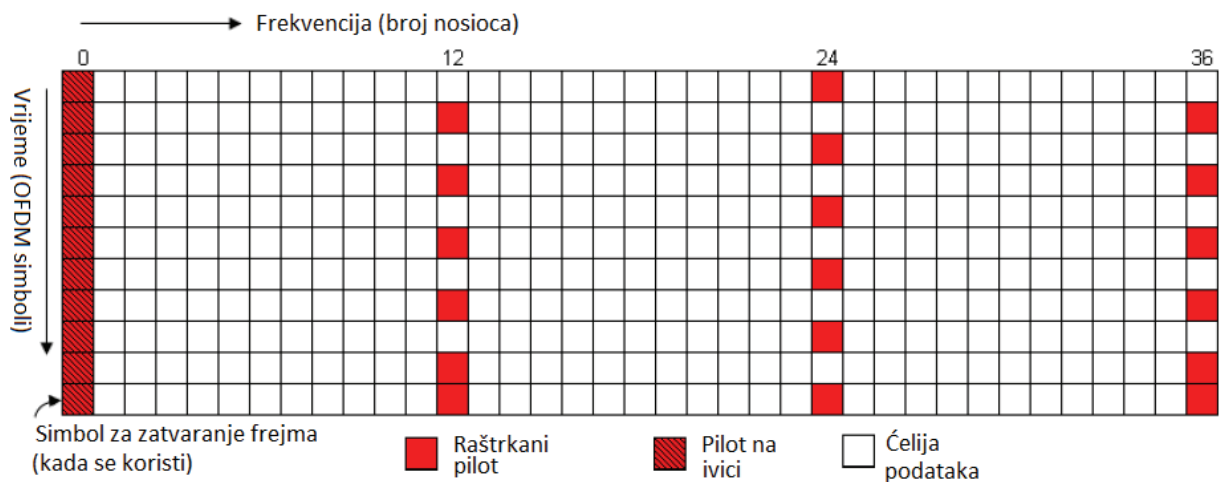 Frekvencija (broj nosioca)
0 12 24 36
Vrijeme (OFDM simboli)
Simbol za zatvaranje frejma
(kada se koristi)
Raštrkani
pilot
Pilot na
ivici
Ćelija
podataka